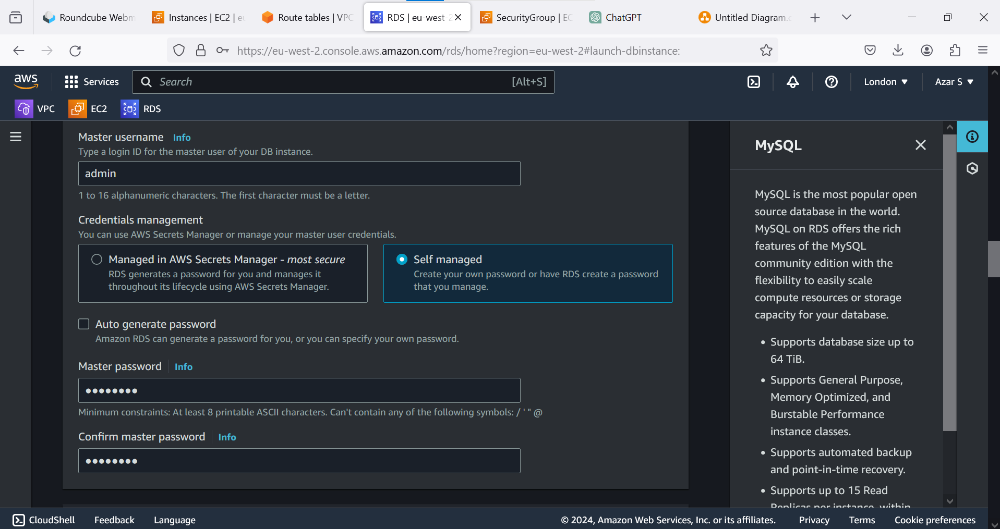 Roundcube Webm
Instances | EC2 | eu
Route tables | VPC
RDS | eu-west-2
SecurityGroup | EC
ChatGPT
Untitled Diagram.
https://eu-west-2.console.aws.amazon.com/rds/home?region=eu-west-2#launch-dbinstance:
aws
Services
Search
[Alt+S]
London
Azar S
VPC
EC2
RDS
Master username
Info
Type a login ID for the master user of your DB instance.
admin
1 to 16 alphanumeric characters. The first character must be a letter.
Credentials management
You can use AWS Secrets Manager or manage your master user credentials.
Managed in AWS Secrets Manager - most secure
RDS generates a password for you and manages it
throughout its lifecycle using AWS Secrets Manager.
Self managed
Create your own password or have RDS create a password
that you manage.
Auto generate password
Amazon RDS can generate a password for you, or you can specify your own password.
Master password
Info
••••••••
Minimum constraints: At least 8 printable ASCII characters. Can't contain any of the following symbols: / ' " @
Confirm master password
Info
••••••••
MySQL
MySQL is the most popular open
source database in the world.
MySQL on RDS offers the rich
features of the MySQL
community edition with the
flexibility to easily scale
compute resources or storage
capacity for your database.
• Supports database size up to
64 TiB.
• Supports General Purpose,
Memory Optimized, and
Burstable Performance
instance classes.
• Supports automated backup
and point-in-time recovery.
• Supports up to 15 Read
Replicas per instance, within
CloudShell
Feedback
Language
© 2024, Amazon Web Services, Inc. or its affiliates.
Privacy
Terms
Cookie preferences